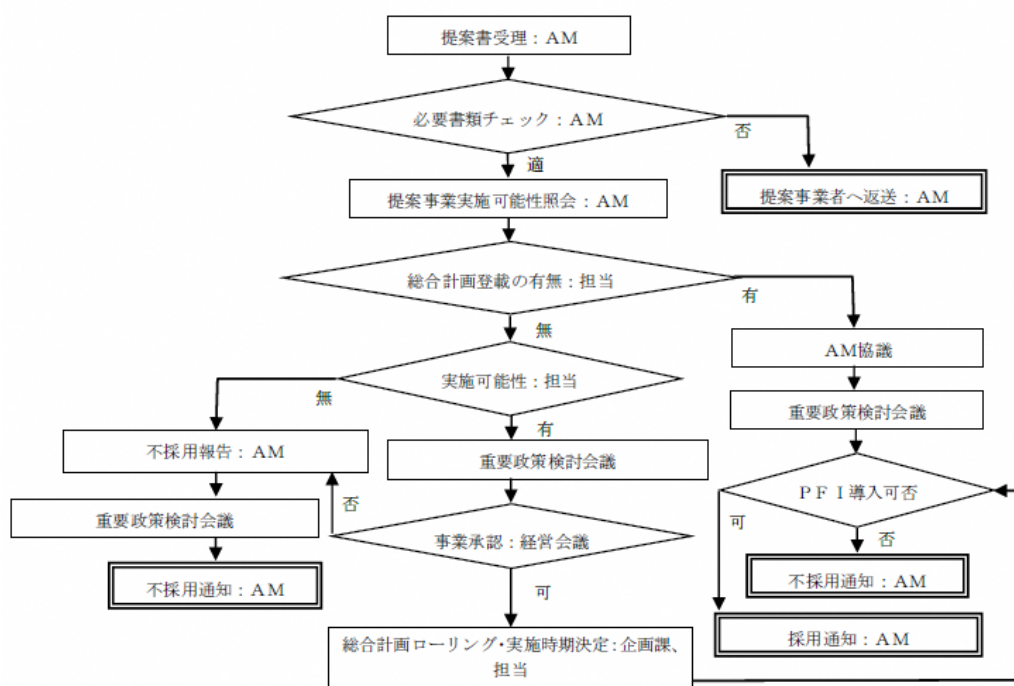 提案書受理：ＡＭ
必要書類チェック：ＡＭ
否
適
提案事業者へ返送：ＡＭ
提案事業実施可能性照会：ＡＭ
総合計画登載の有無：担当
有
無
ＡＭ協議
実施可能性：担当
無
有
重要政策検討会議
不採用報告：ＡＭ
重要政策検討会議
ＰＦＩ導入可否
可
否
否
重要政策検討会議
事業承認：経営会議
不採用通知：ＡＭ
不採用通知：ＡＭ
可
採用通知：ＡＭ
総合計画ローリング・実施時期決定：企画課、
担当